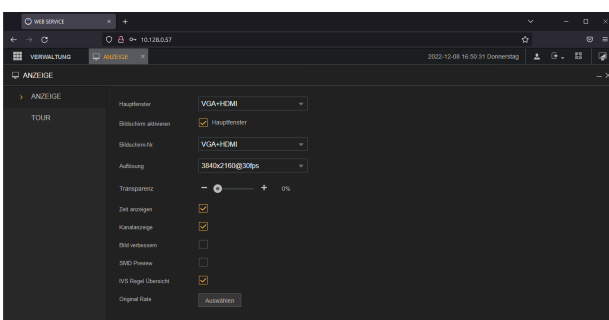 WEB SERVICE
10.128.0.57
VERWALTUNG
ANZEIGE
2022-12-08 16:50:31 Donnerstag
ANZEIGE
ANZEIGE
TOUR
Hauptfenster VGA+HDMI
Bildschirm aktivieren Hauptfenster
Bildschirm-Nr. VGA+HDMI
Auflösung 3840x2160@30fps
Transparenz 0%
Zeit anzeigen
Kanalanzeige
Bild verbessern
SMD Preview
IVS Regel Übersicht
Original Rate Auswählen